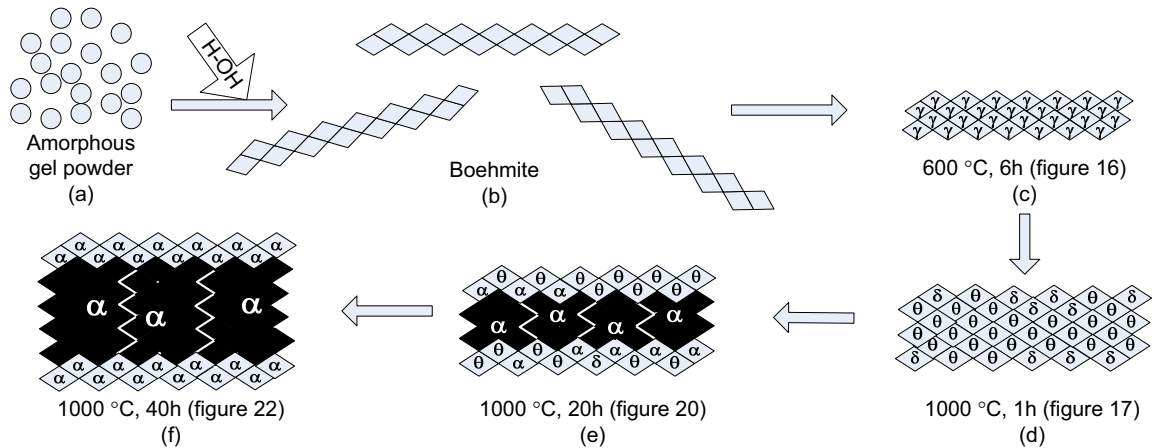 H-OH
Amorphous
gel powder
(a)
Boehmite
(b)
γ γ γ γ γ γ γ γ
γ γ γ γ γ γ γ γ γ
γ γ γ γ γ γ γ γ
γ γ γ γ γ γ γ γ γ
600 °C, 6h (figure 16)
(c)
δ θ δ δ θ δ
θ θ θ δ δ θ
θ θ θ θ θ θ
θ θ θ θ θ θ
θ θ θ θ θ θ
δ θ θ δ δ δ
1000 °C, 1h (figure 17)
(d)
θ θ θ θ θ θ
α θ α θ θ θ
α α α α
θ θ α α α α
θ α θ δ θ α
1000 °C, 20h (figure 20)
(e)
α α α α α α
α α α α α α
α α α
α α α α α α
α α α α α α
1000 °C, 40h (figure 22)
(f)